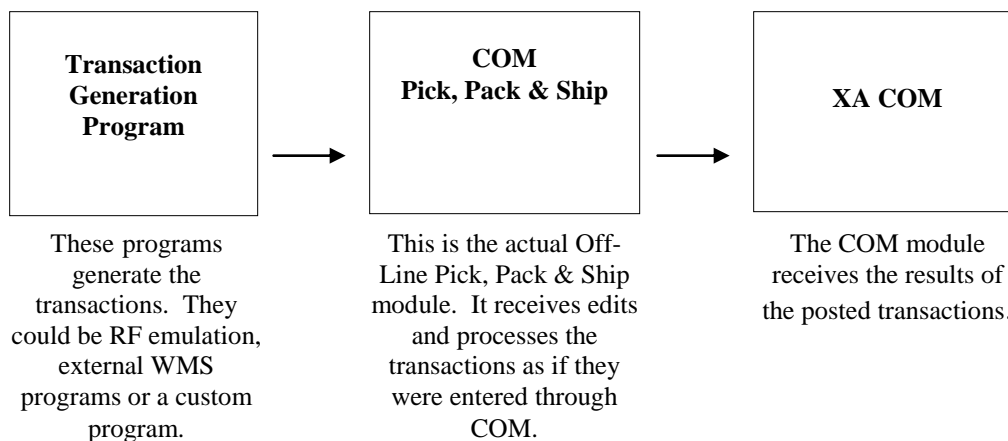 Transaction
Generation
Program
COM
Pick, Pack & Ship
XA COM
These programs
generate the
transactions. They
could be RF emulation,
external WMS
programs or a custom
program.
This is the actual Off-
Line Pick, Pack & Ship
module. It receives edits
and processes the
transactions as if they
were entered through
COM.
The COM module
receives the results of
the posted transactions.